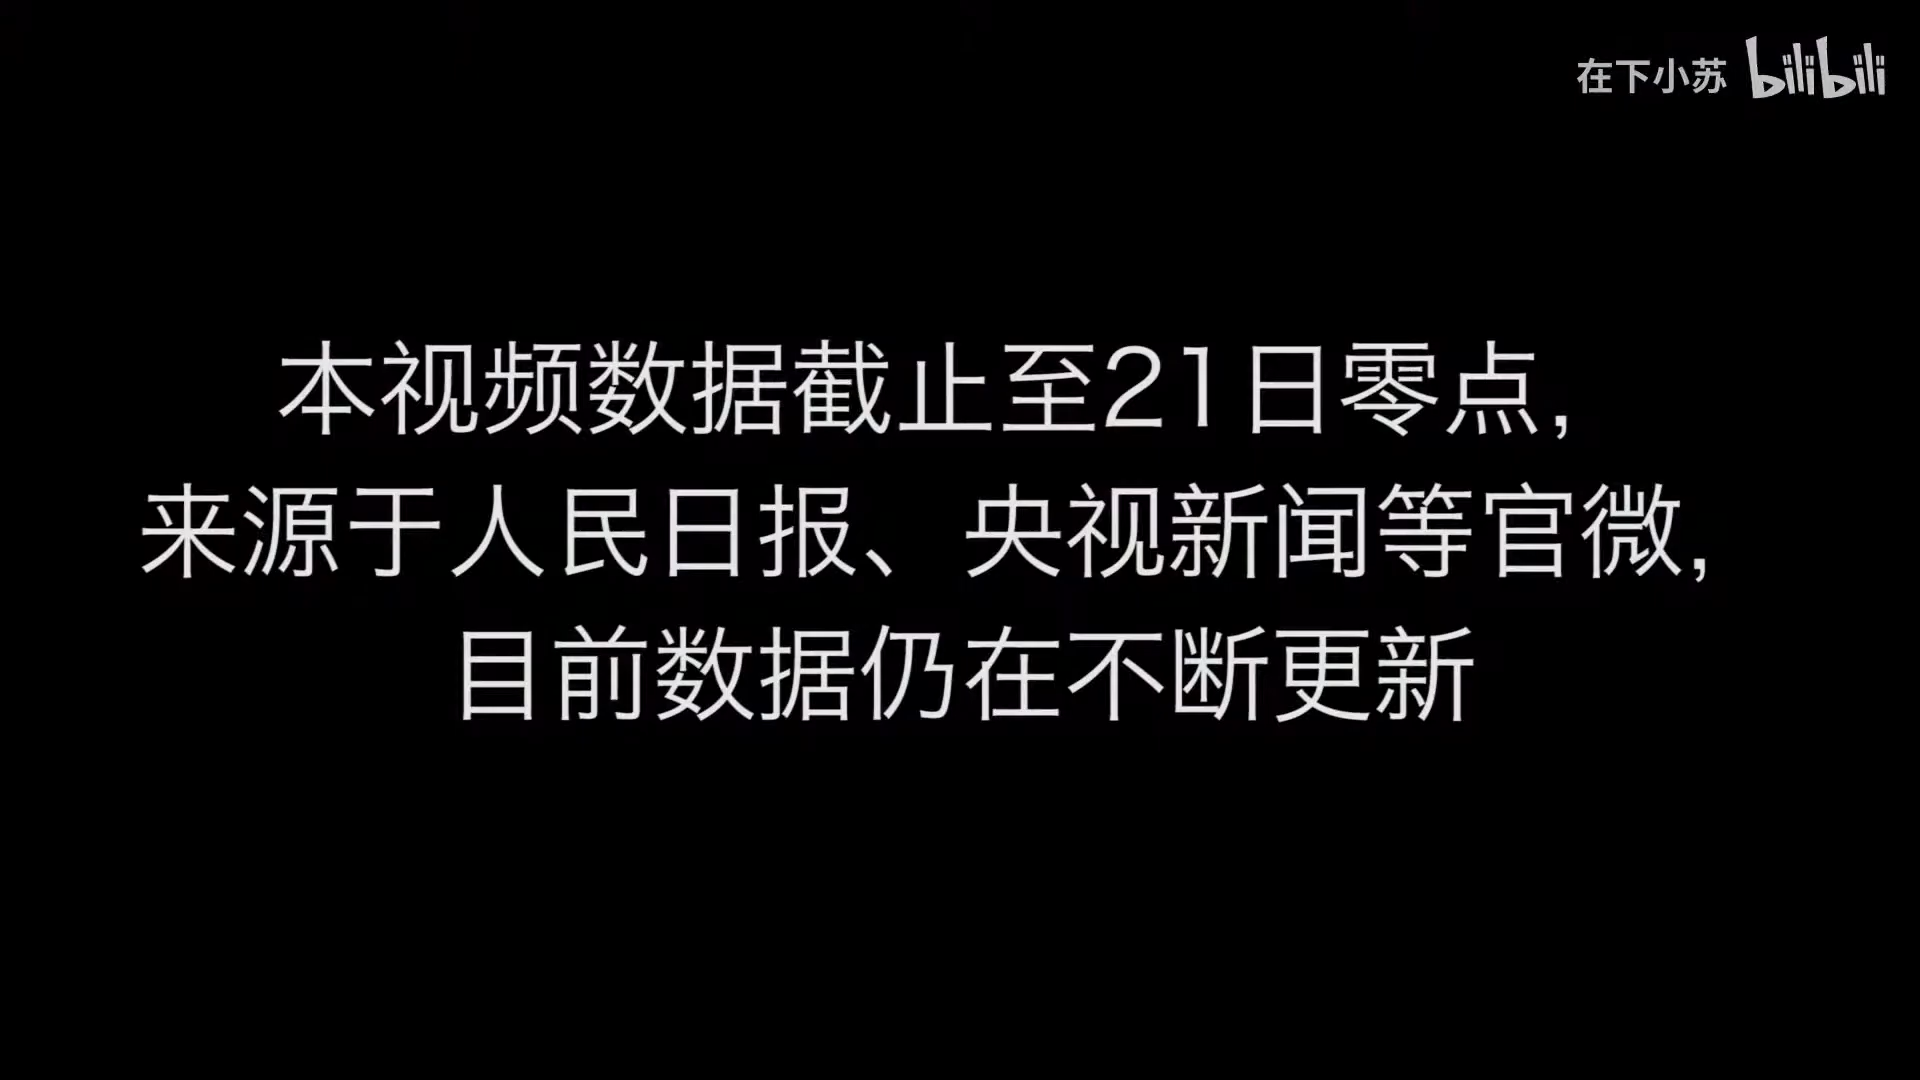 在下小苏 bilibili
本视频数据截止至21日零点,
来源于人民日报、央视新闻等官微,
目前数据仍在不断更新